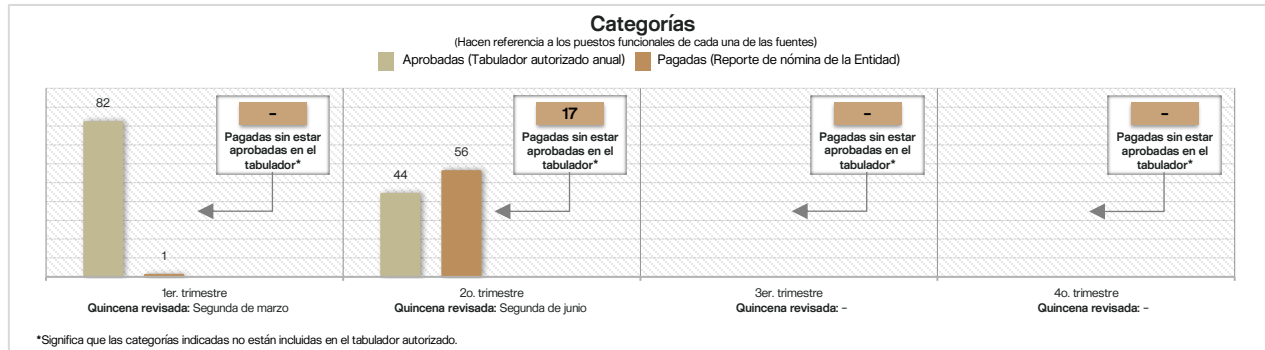 Categorías
(Hacen referencia a los puestos funcionales de cada una de las fuentes)
Aprobadas (Tabulador autorizado anual) Pagadas (Reporte de nómina de la Entidad)
82
1
–
Pagadas sin estar
aprobadas en el
tabulador*
1er. trimestre
Quincena revisada: Segunda de marzo
44
56
17
Pagadas sin estar
aprobadas en el
tabulador*
2o. trimestre
Quincena revisada: Segunda de junio
–
Pagadas sin estar
aprobadas en el
tabulador*
3er. trimestre
Quincena revisada: –
–
Pagadas sin estar
aprobadas en el
tabulador*
4o. trimestre
Quincena revisada: –
*Significa que las categorías indicadas no están incluidas en el tabulador autorizado.